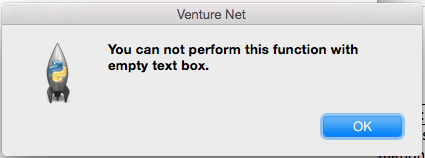 Venture Net
You can not perform this function with
empty text box.
OK